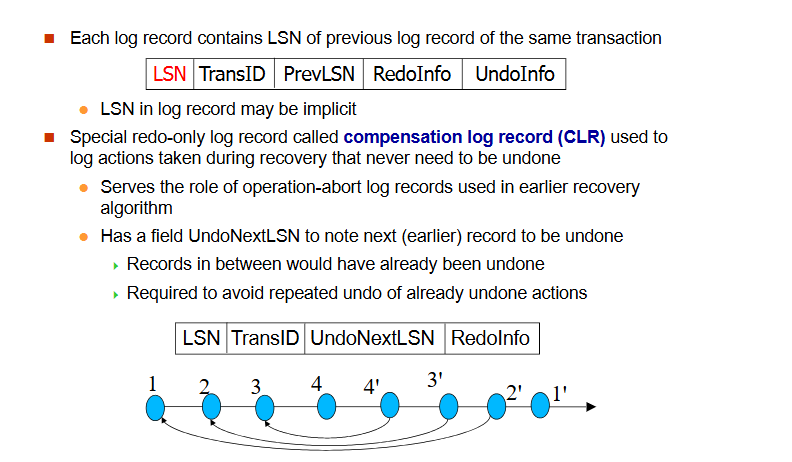 Each log record contains LSN of previous log record of the same transaction
LSN TransID PrevLSN RedoInfo UndoInfo
LSN in log record may be implicit
Special redo-only log record called compensation log record (CLR) used to
log actions taken during recovery that never need to be undone
Serves the role of operation-abort log records used in earlier recovery
algorithm
Has a field UndoNextLSN to note next (earlier) record to be undone
Records in between would have already been undone
Required to avoid repeated undo of already undone actions
LSN TransID UndoNextLSN RedoInfo
1 2 3 4 4' 3' 2' 1'